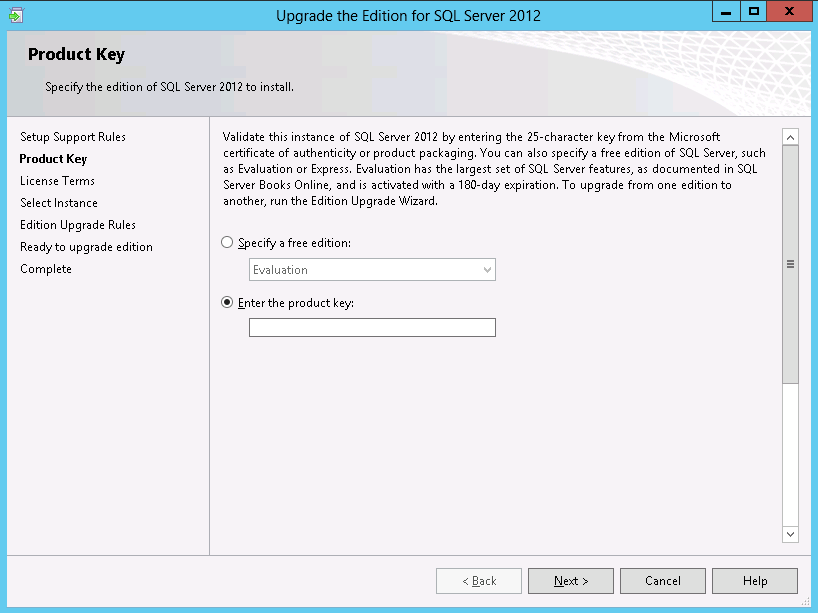 Upgrade the Edition for SQL Server 2012
Product Key
Specify the edition of SQL Server 2012 to install.
Setup Support Rules
Product Key
License Terms
Select Instance
Edition Upgrade Rules
Ready to upgrade edition
Complete
Validate this instance of SQL Server 2012 by entering the 25-character key from the Microsoft
certificate of authenticity or product packaging. You can also specify a free edition of SQL Server, such
as Evaluation or Express. Evaluation has the largest set of SQL Server features, as documented in SQL
Server Books Online, and is activated with a 180-day expiration. To upgrade from one edition to
another, run the Edition Upgrade Wizard.
Specify a free edition:
Evaluation
Enter the product key:
< Back
Next >
Cancel
Help